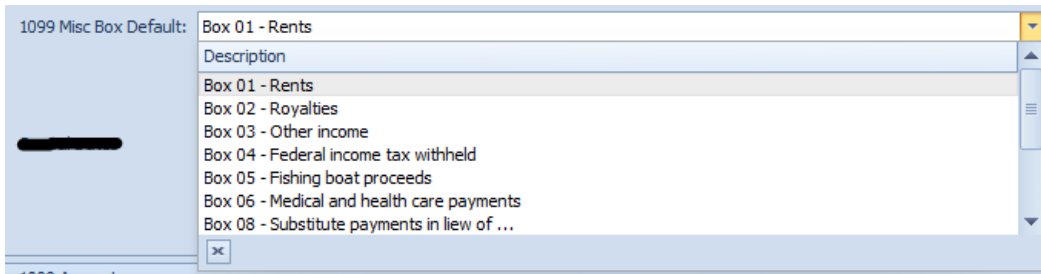 1099 Misc Box Default: Box 01 - Rents
Description
Box 01 - Rents
Box 02 - Royalties
Box 03 - Other income
Box 04 - Federal income tax withheld
Box 05 - Fishing boat proceeds
Box 06 - Medical and health care payments
Box 08 - Substitute payments in liew of ...